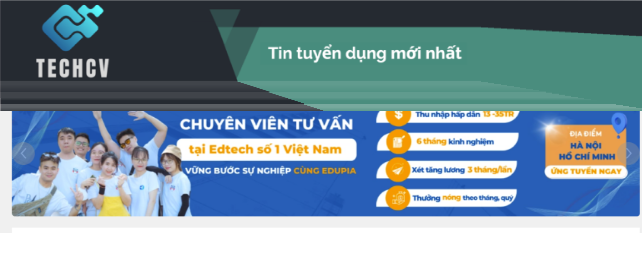 TECHCV
Tin tuyển dụng mới nhất
CHUYÊN VIÊN TƯ VẤN
tại Edtech số 1 Việt Nam
VỮNG BƯỚC SỰ NGHIỆP CÙNG EDUPIA
Thu nhập hấp dẫn 13 -35TR
6 tháng kinh nghiệm
Xét tăng lương 3 tháng/lần
Thưởng nóng theo tháng, quý
ĐỊA ĐIỂM
HÀ NỘI
HỒ CHÍ MINH
ỨNG TUYỂN NGAY